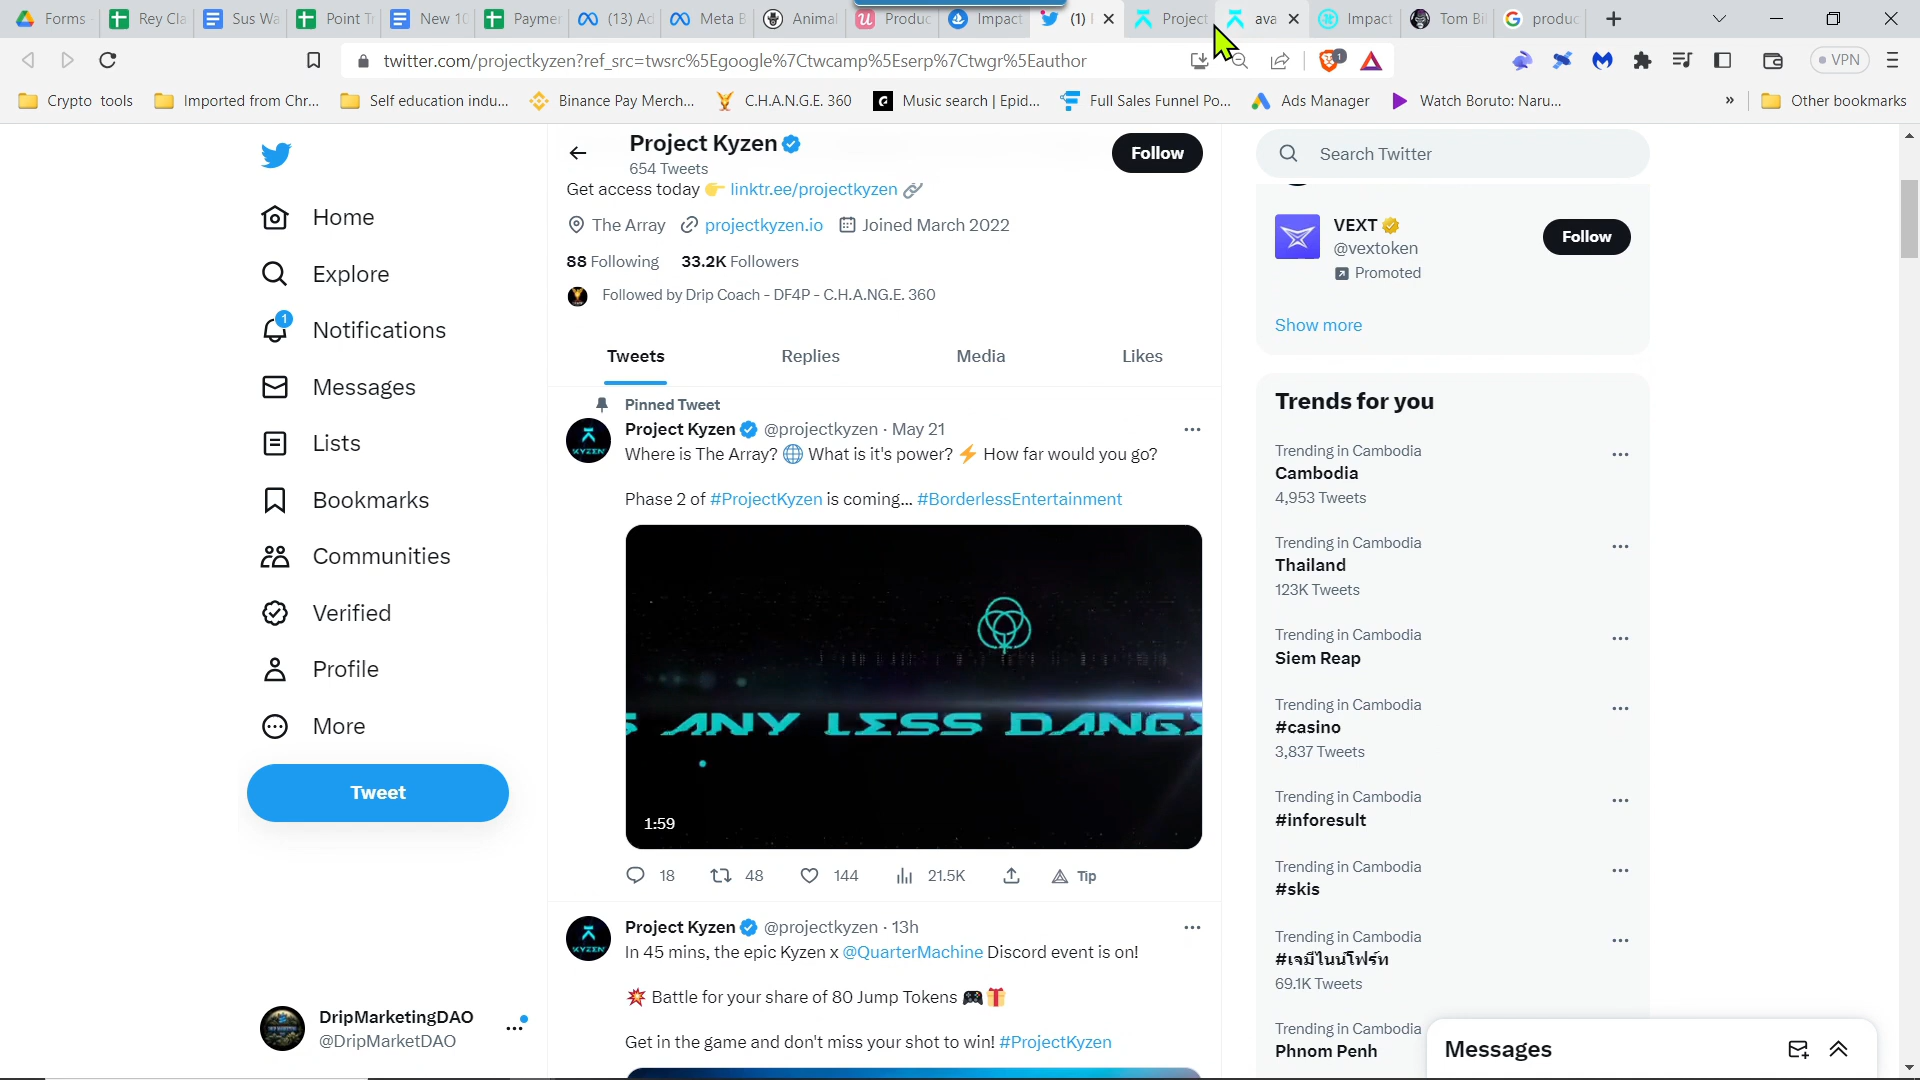 Forms
Rey Cla
Sus Wa
Point T
New 10
Paymer
(13) Ad
Meta B
Animal
Produc
Impact
(1)
Project
ava
Impact
Tom Bi
produc
twitter.com/projectkyzen?ref_src=twsrc%5Egoogle%7Ctwcamp%5Eserp%7Ctwgr%5Eauthor
1
VPN
Crypto tools
Imported from Chr...
Self education indu...
Binance Pay Merch...
C.H.A.N.G.E. 360
Music search | Epid...
Full Sales Funnel Po...
Ads Manager
Watch Boruto: Naru...
»
Other bookmarks
Home
Explore
1
Notifications
Messages
Lists
Bookmarks
Communities
Verified
Profile
More
Tweet
DripMarketingDAO
@DripMarketDAO
Project Kyzen
654 Tweets
Follow
Get access today 👉 linktr.ee/projectkyzen 🔗
The Array projectkyzen.io Joined March 2022
88 Following 33.2K Followers
Followed by Drip Coach - DF4P - C.H.A.NG.E. 360
Tweets Replies Media Likes
Pinned Tweet
Project Kyzen @projectkyzen · May 21
KYZEN
Where is The Array? 🌐 What is it's power? ⚡ How far would you go?
Phase 2 of #ProjectKyzen is coming... #BorderlessEntertainment
S ANY LESS DANGE
1:59
18 48 144 21.5K Tip
Project Kyzen @projectkyzen · 13h
KYZEN
In 45 mins, the epic Kyzen x @QuarterMachine Discord event is on!
💥 Battle for your share of 80 Jump Tokens 🎮🎁
Get in the game and don't miss your shot to win! #ProjectKyzen
Search Twitter
VEXT
@vextoken
Promoted
Follow
Show more
Trends for you
Trending in Cambodia
Cambodia
4,953 Tweets
Trending in Cambodia
Thailand
123K Tweets
Trending in Cambodia
Siem Reap
Trending in Cambodia
#casino
3,837 Tweets
Trending in Cambodia
#inforesult
Trending in Cambodia
#skis
Trending in Cambodia
#เจมีไนน์โฟร์ท
69.1K Tweets
Trending in Cambodia
Phnom Penh
Messages